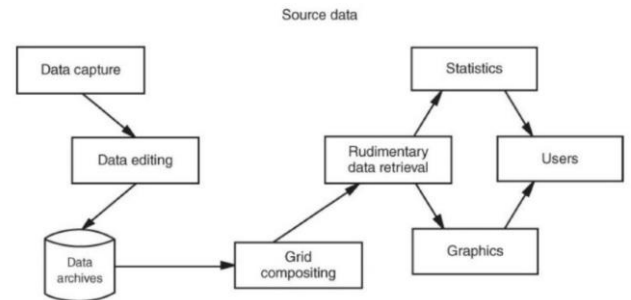 Source data
Data capture
Statistics
Data editing
Rudimentary
data retrieval
Users
Data
archives
Grid
compositing
Graphics